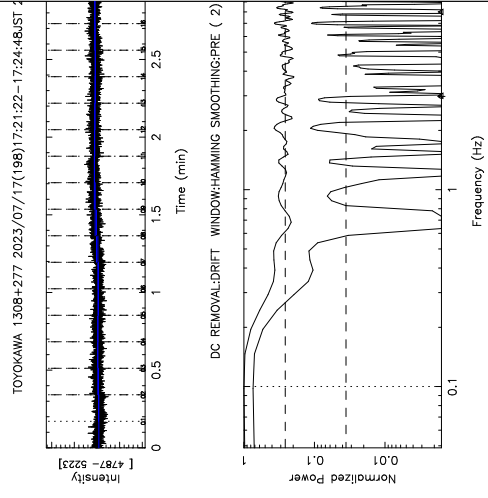 TOYOKAWA 1308+277 2023/07/17(198)17:21:22-17:24:48JST
Intensity
[ 4787- 5223]
0
0.5
1
1.5
2
2.5
Time (min)
DC REMOVAL:DRIFT WINDOW:HAMMING SMOOTHING:PRE ( 2)
Normalized Power
1
0.1
0.01
0.1
1
Frequency (Hz)